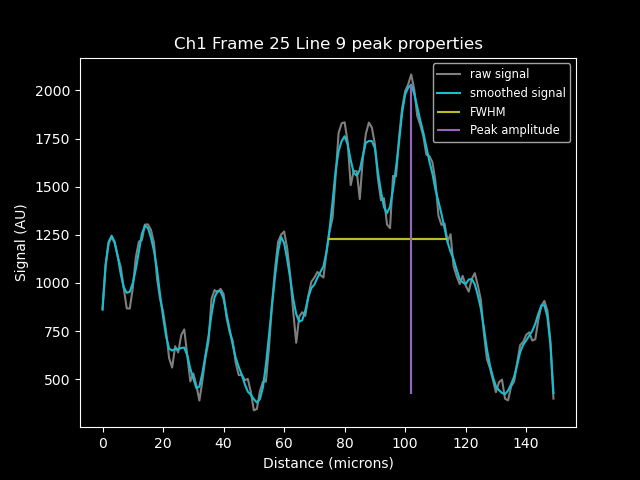 Ch1 Frame 25 Line 9 peak properties
raw signal
smoothed signal
FWHM
Peak amplitude
Signal (AU)
2000
1750
1500
1250
1000
750
500
0 20 40 60 80 100 120 140
Distance (microns)